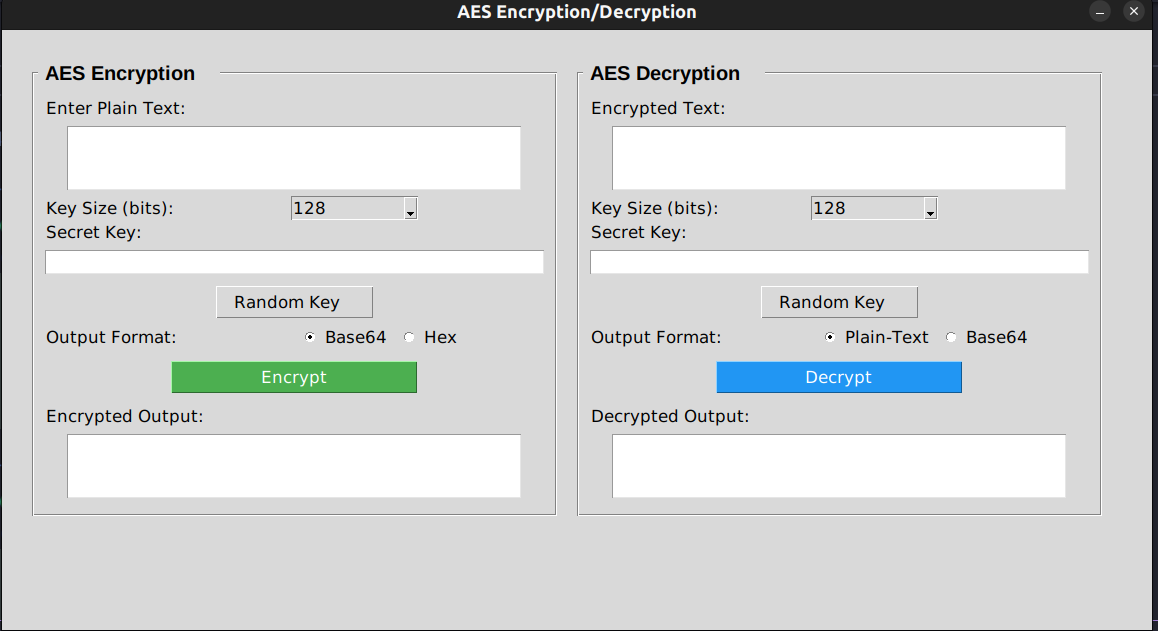 AES Encryption/Decryption
AES Encryption
Enter Plain Text:
Key Size (bits): 128
Secret Key:
Random Key
Output Format: Base64 Hex
Encrypt
Encrypted Output:
AES Decryption
Encrypted Text:
Key Size (bits): 128
Secret Key:
Random Key
Output Format: Plain-Text Base64
Decrypt
Decrypted Output: